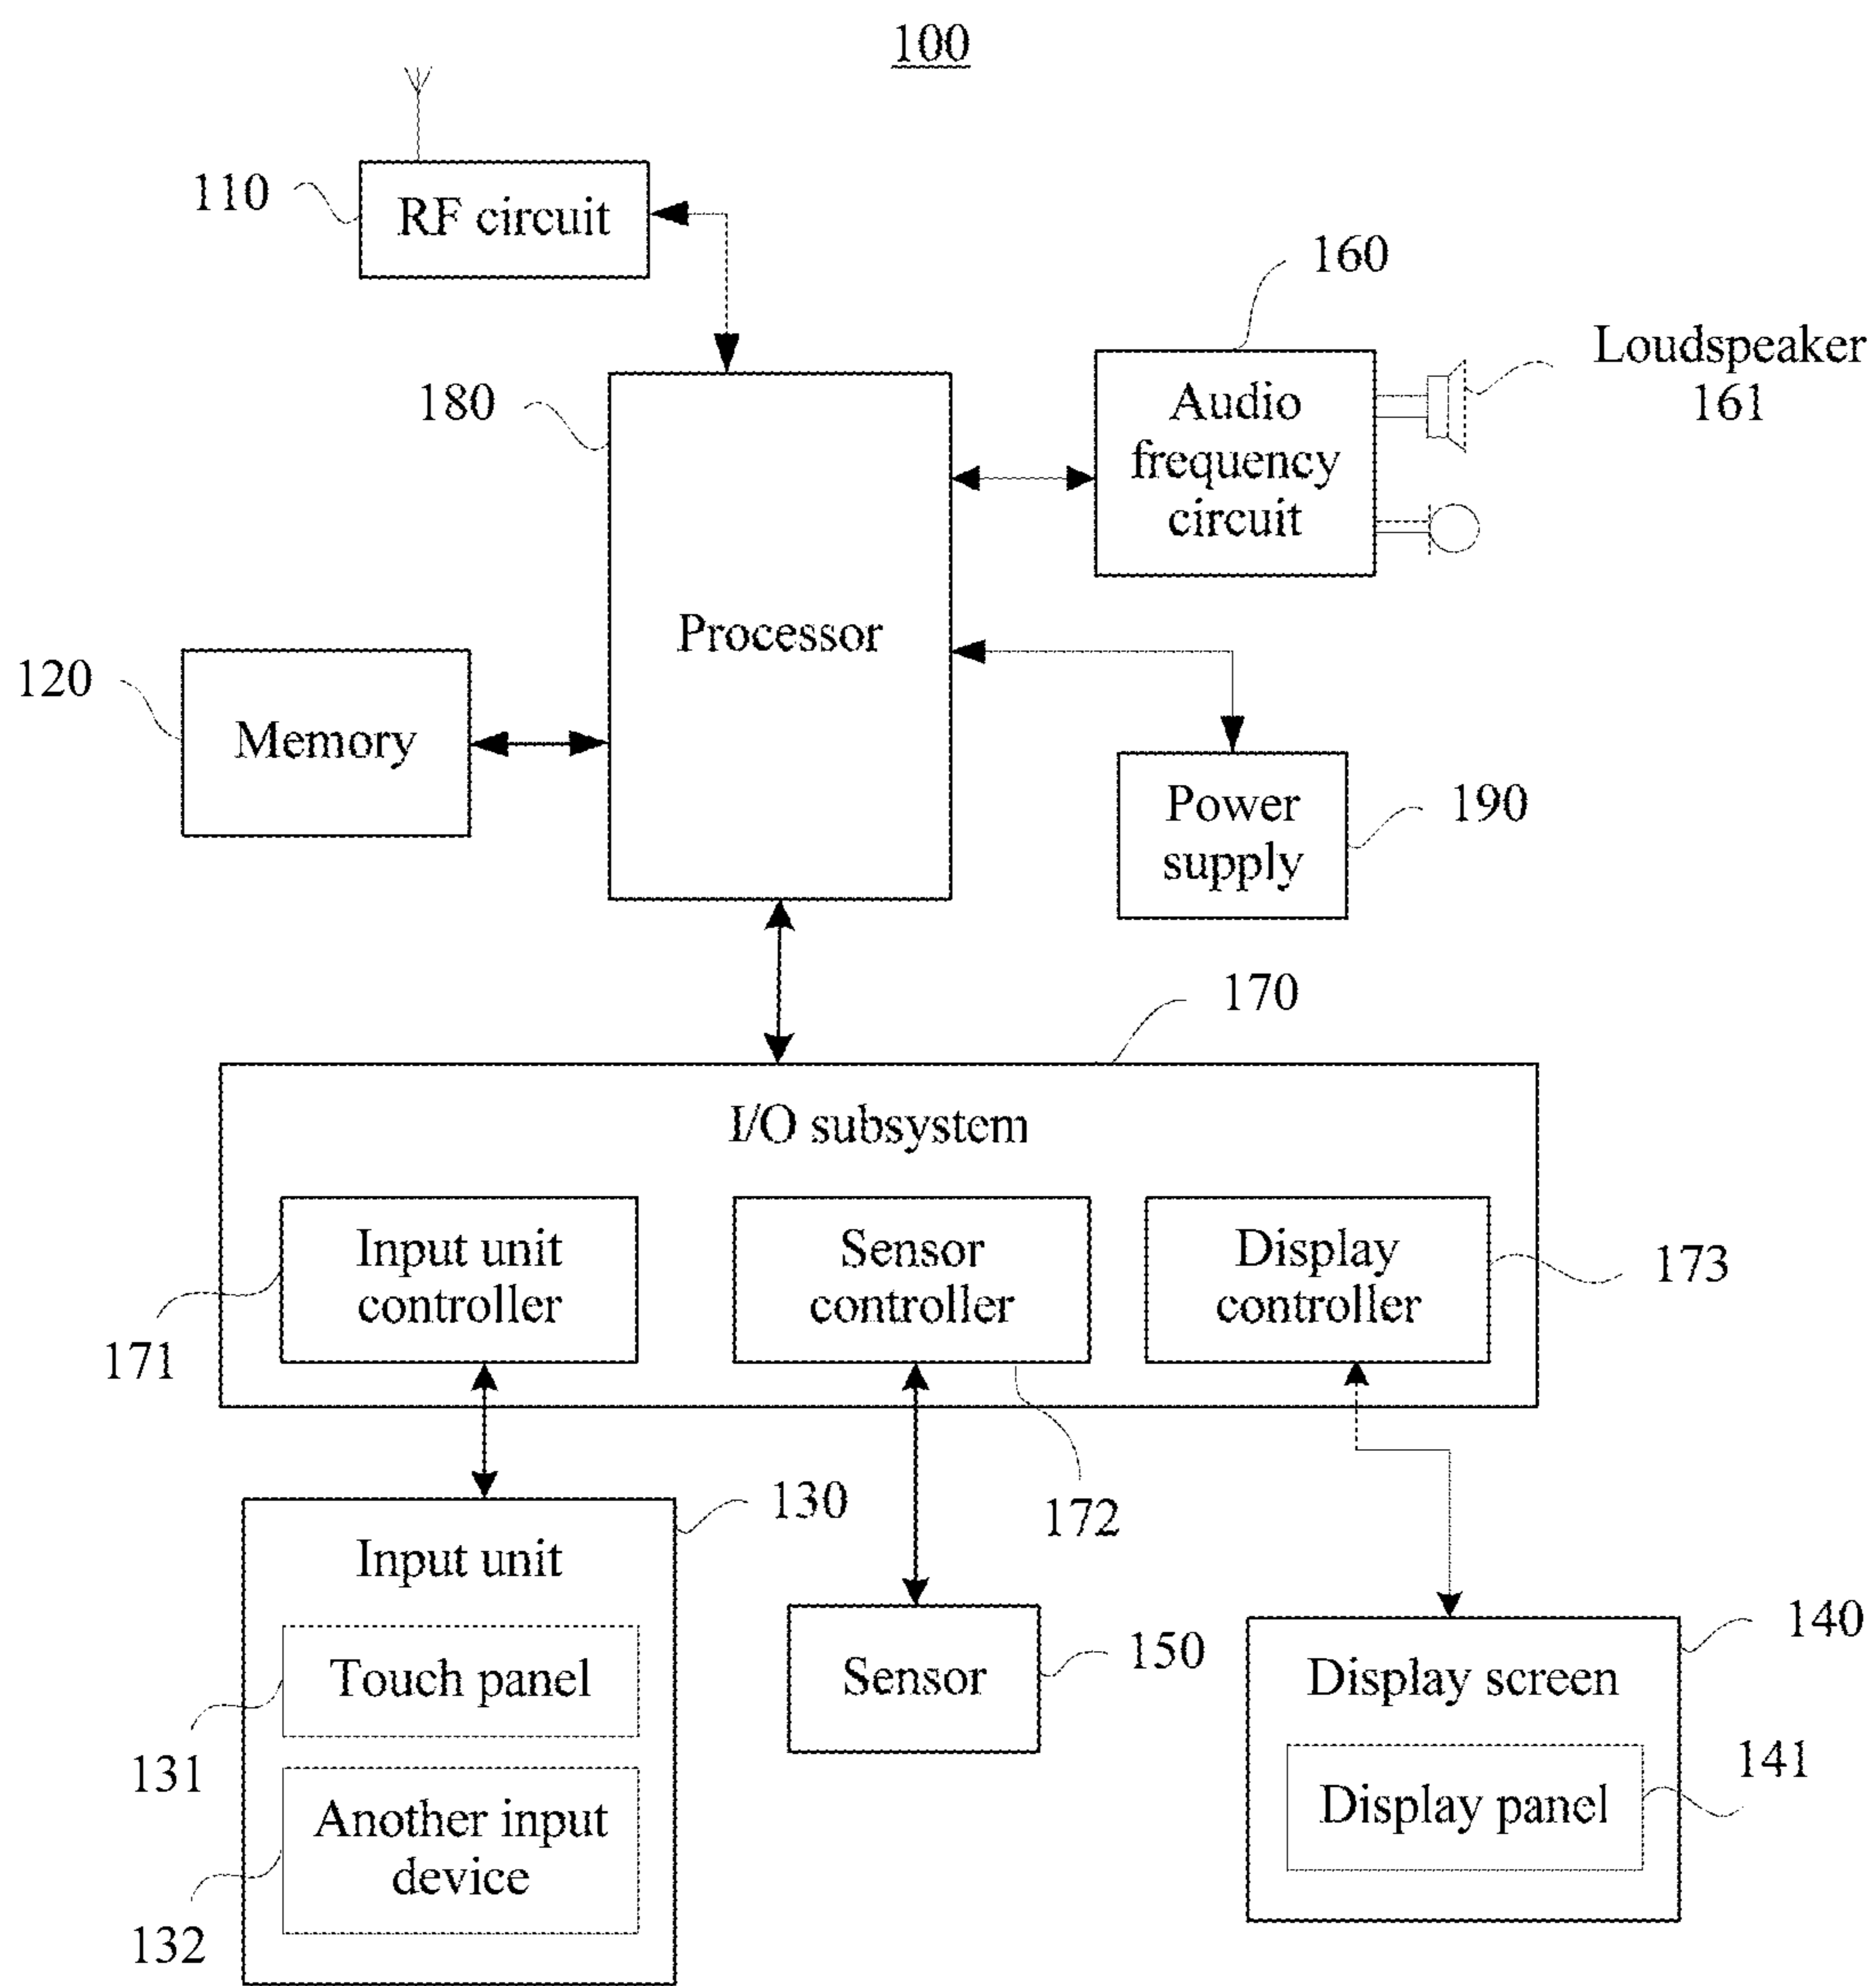 100
110
RF circuit
160
Loudspeaker
161
180
Audio
frequency
circuit
Processor
120
Memory
Power
supply
190
170
I/O subsystem
Input unit
controller
Sensor
controller
Display
controller
173
171
130
172
Input unit
140
150
Touch panel
Sensor
Display screen
131
141
Another input
device
Display panel
132